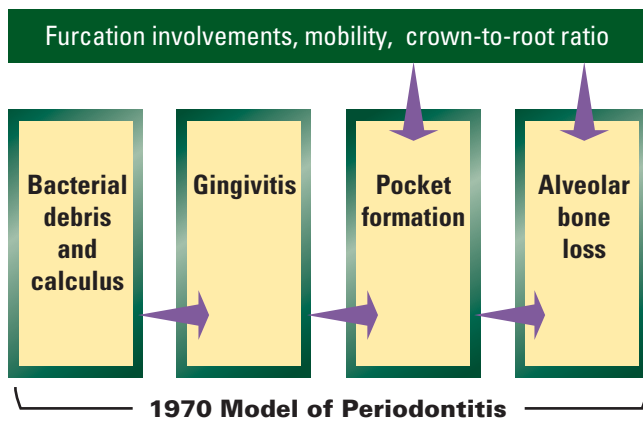 Furcation involvements, mobility, crown-to-root ratio
Bacterial
debris
and
calculus
Gingivitis
Pocket
formation
Alveolar
bone
loss
1970 Model of Periodontitis